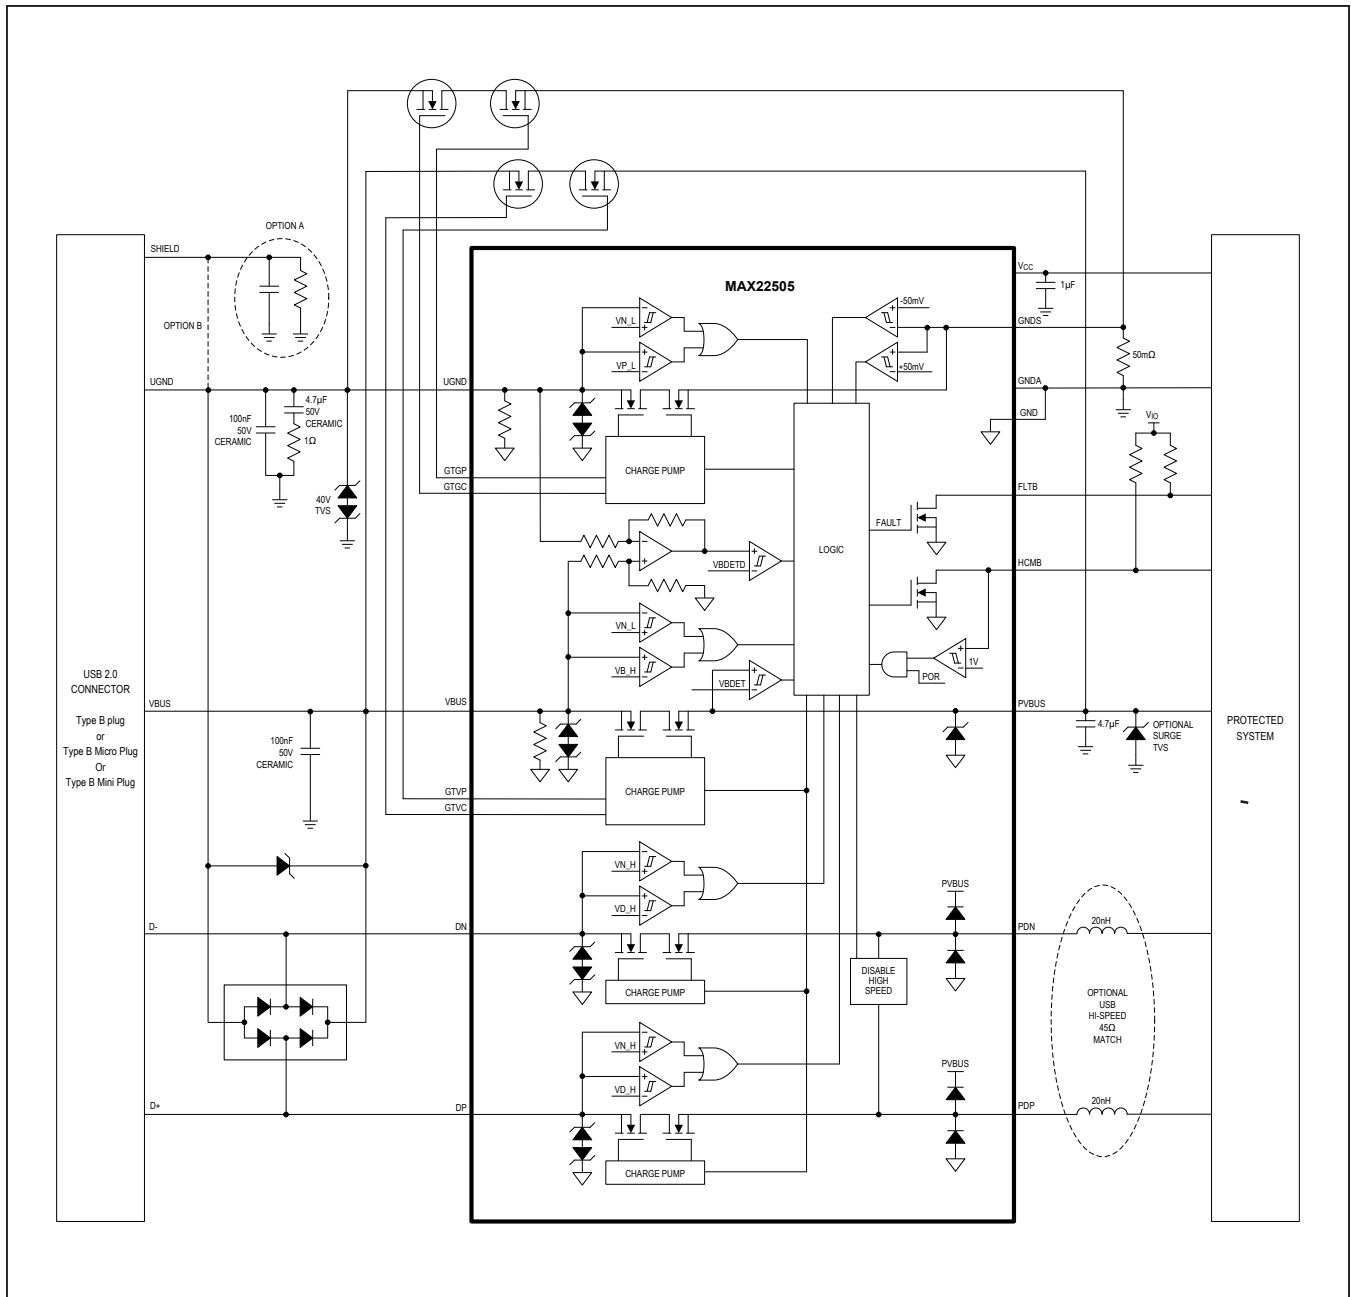 OPTION A
SHIELD
OPTION B
UGND
100nF
50V
CERAMIC
4.7µF
50V
CERAMIC
1Ω
40V
TVS
USB 2.0
CONNECTOR
Type B plug
or
Type B Micro Plug
Or
Type B Mini Plug
VBUS
100nF
50V
CERAMIC
D-
D+
MAX22505
UGND
GTGP
GTGC
VBUS
GTVP
GTVC
DN
DP
VN_L
VP_L
CHARGE PUMP
VBDETD
VN_L
VB_H
VBDET
CHARGE PUMP
VN_H
VD_H
CHARGE PUMP
VN_H
VD_H
CHARGE PUMP
-50mV
+50mV
LOGIC
FAULT
1V
POR
DISABLE
HIGH
SPEED
PVBUS
PVBUS
VCC
1µF
GNDS
50mΩ
GNDA
GND
VIO
FLTB
HCMB
PVBUS
4.7µF
OPTIONAL
SURGE
TVS
PDN
20nH
OPTIONAL
USB
HI-SPEED
45Ω
MATCH
PDP
20nH
PROTECTED
SYSTEM